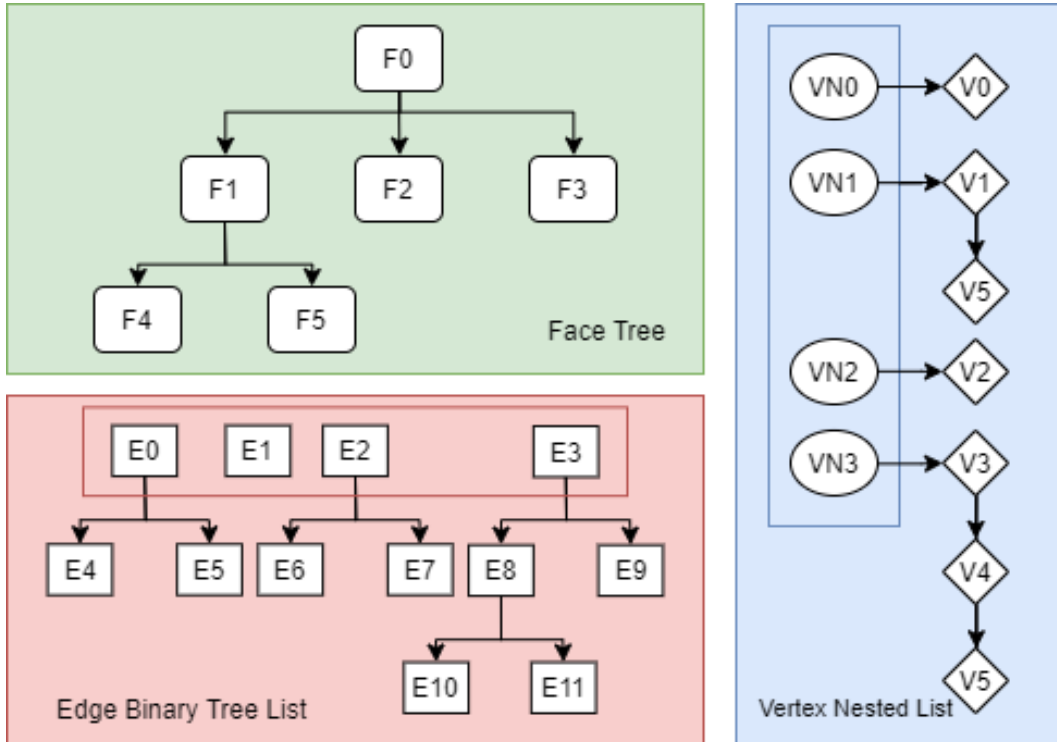 F0
F1
F2
F3
F4
F5
Face Tree
E0
E1
E2
E3
E4
E5
E6
E7
E8
E9
E10
E11
Edge Binary Tree List
VN0
V0
VN1
V1
V5
VN2
V2
VN3
V3
V4
V5
Vertex Nested List